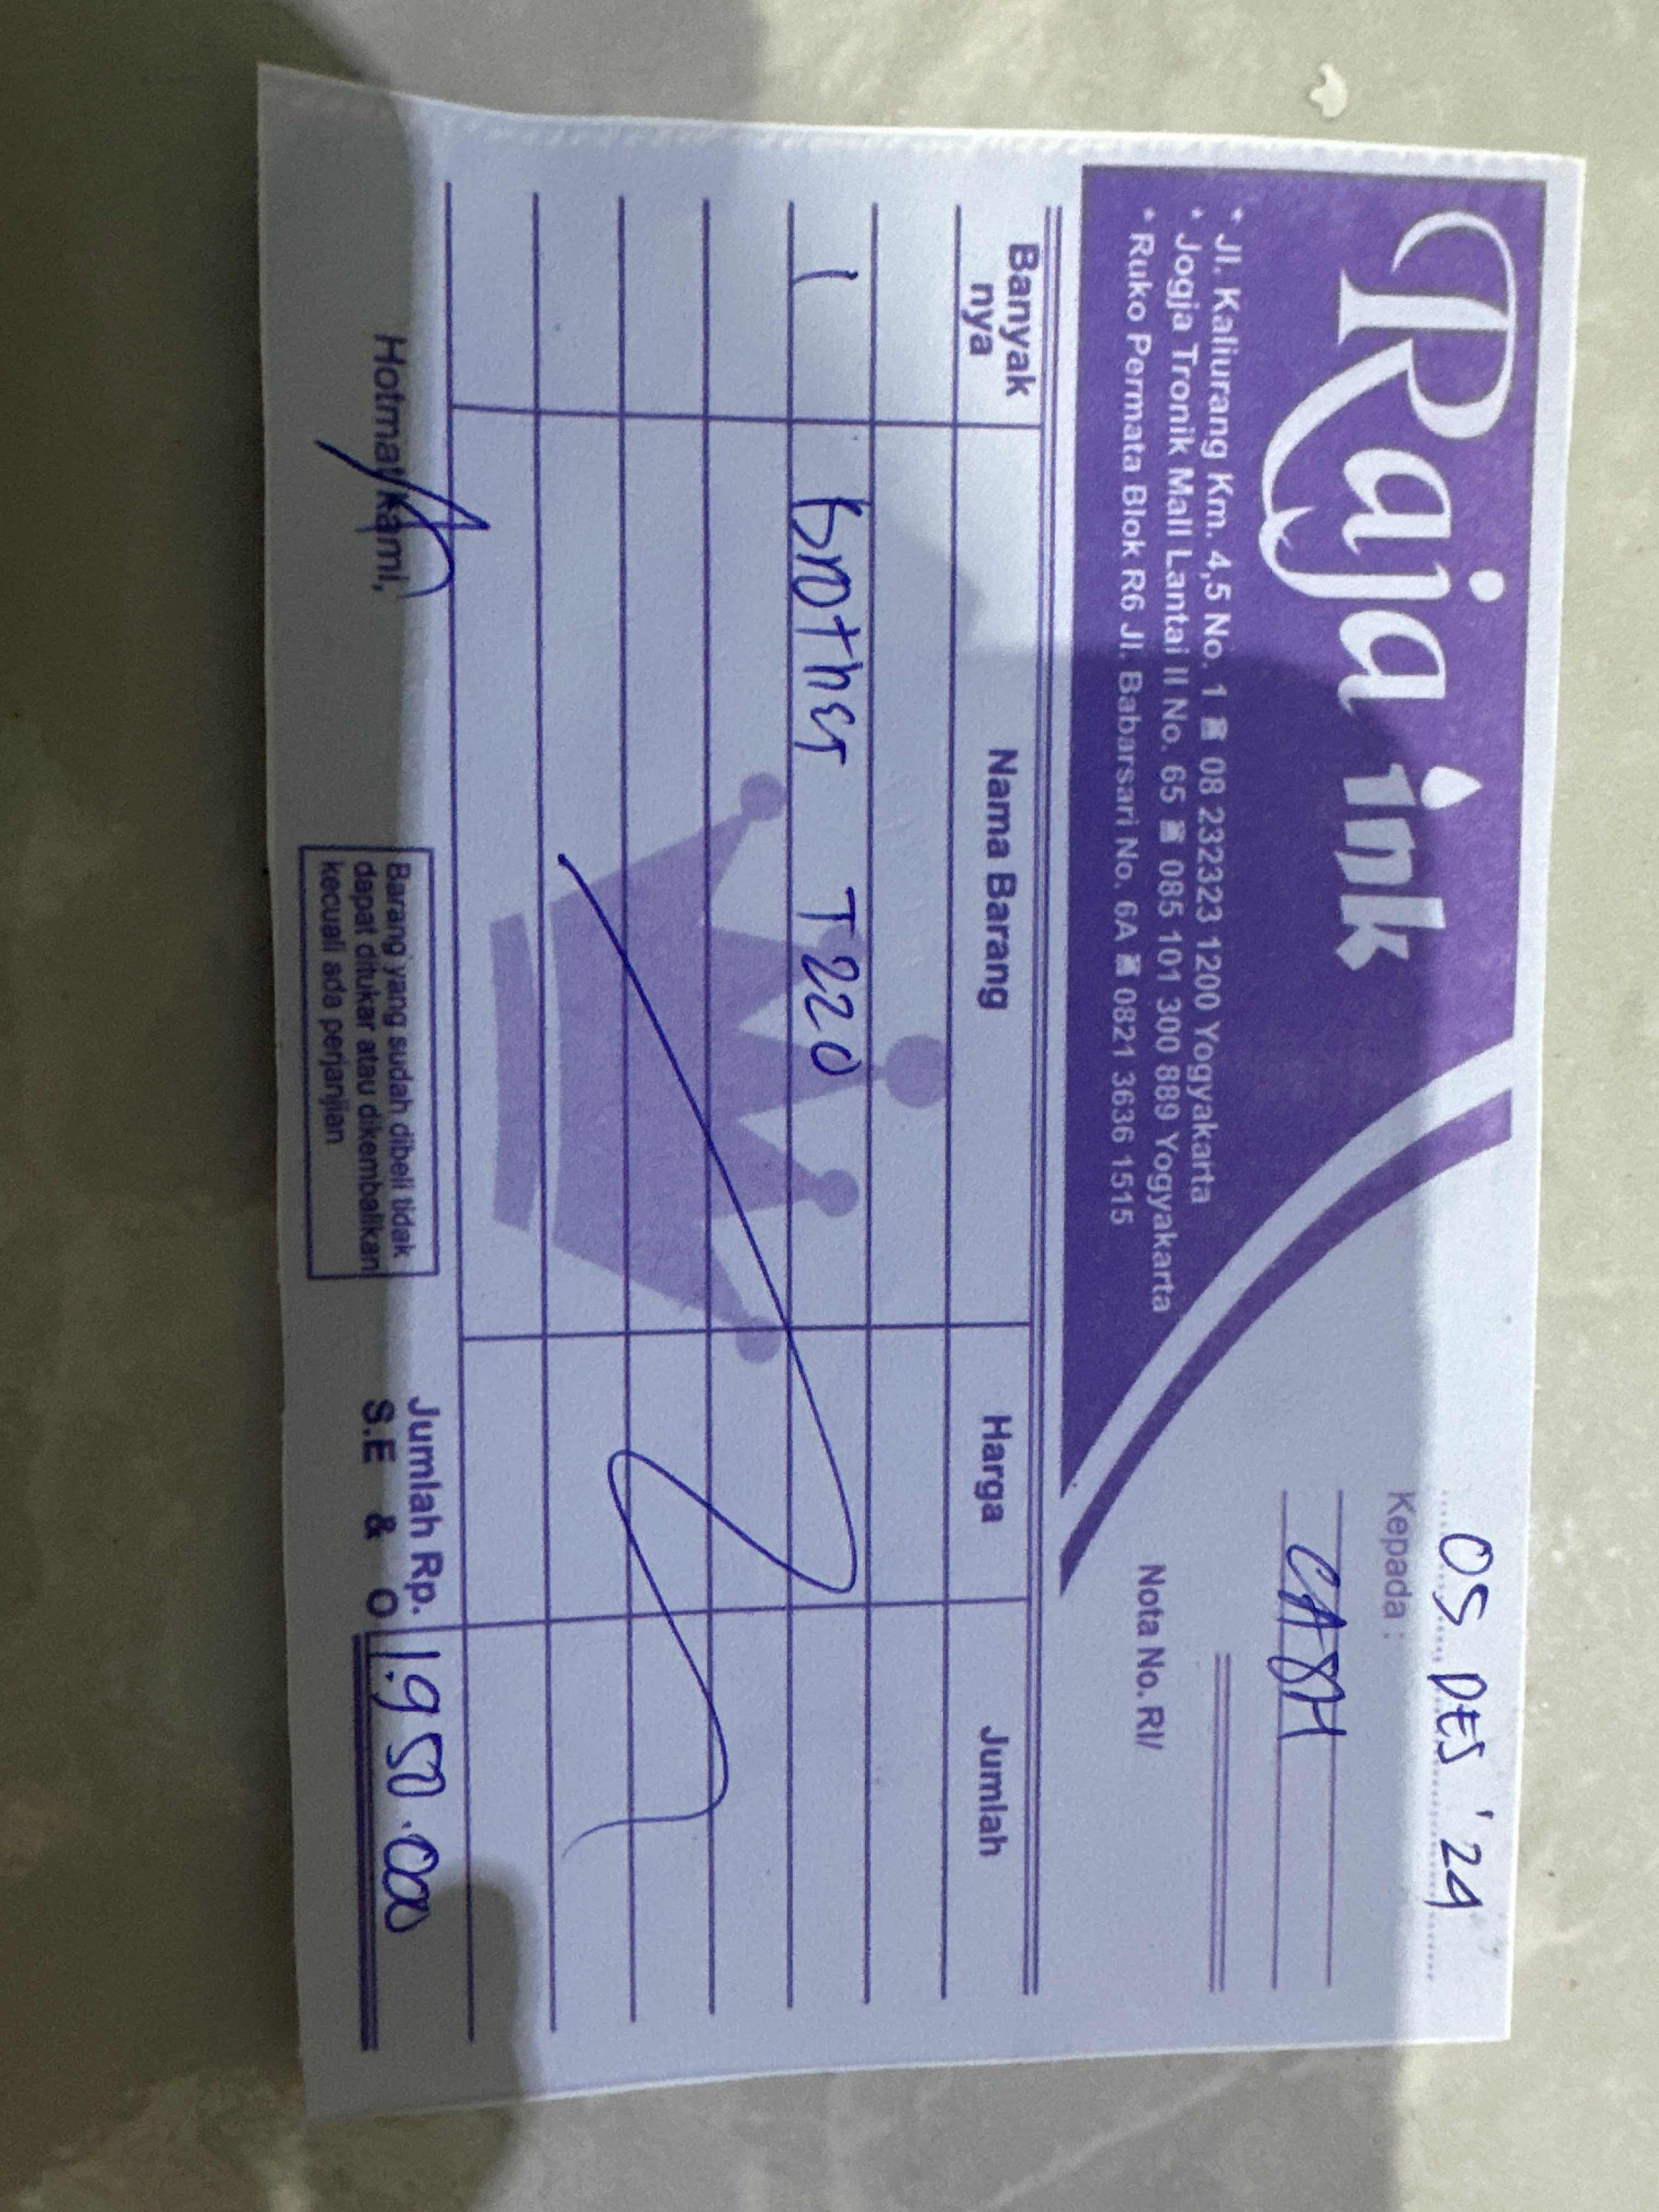 Raja ink
* Jl. Kaliurang Km. 4,5 No. 1 ☎ 08 232323 1200 Yogyakarta
* Jogja Tronik Mall Lantai II No. 65 ☎ 085 101 300 889 Yogyakarta
* Ruko Permata Blok R6 Jl. Babarsari No. 6A ☎ 0821 3636 1515
05 DES '24
Kepada :
CASH
Nota No. RI/
Banyak nya Nama Barang Harga Jumlah
1 brother T220
Jumlah Rp. 1.950.000
S.E & O
Hormat Kami,
Barang yang sudah dibeli tidak
dapat ditukar atau dikembalikan
kecuali ada perjanjian